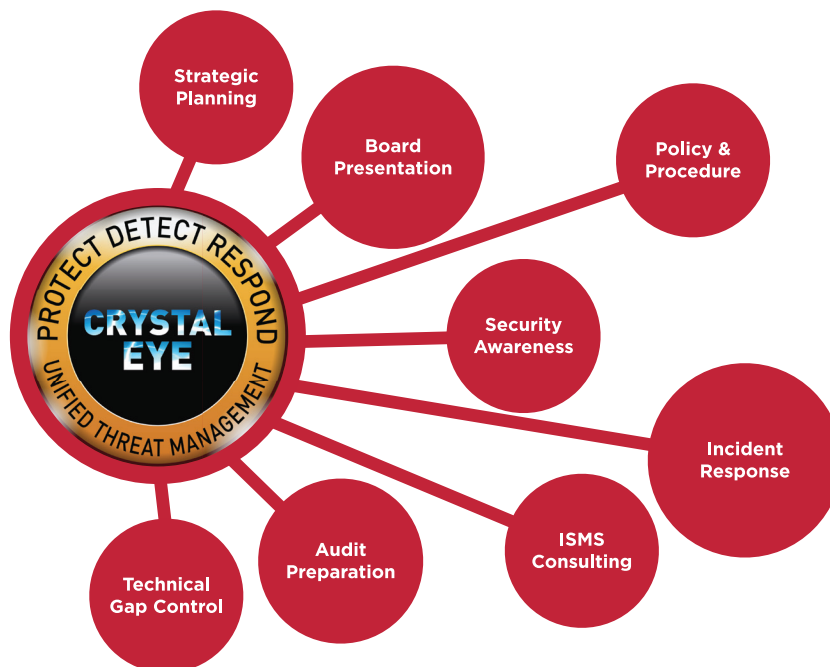 Strategic
Planning
Board
Presentation
Policy &
Procedure
PROTECT DETECT RESPOND
CRYSTAL
EYE
UNIFIED THREAT MANAGEMENT
Security
Awareness
Incident
Response
ISMS
Consulting
Audit
Preparation
Technical
Gap Control